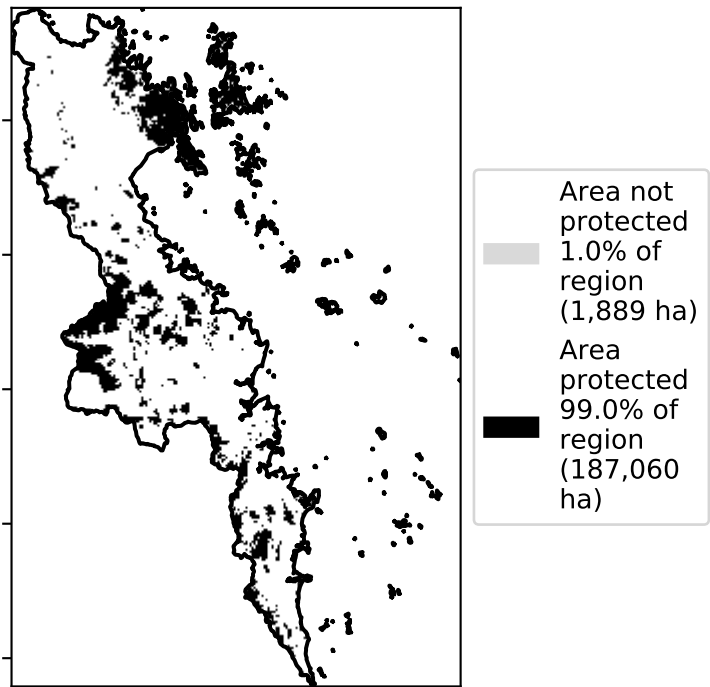 Area not
protected
1.0% of
region
(1,889 ha)
Area
protected
99.0% of
region
(187,060
ha)